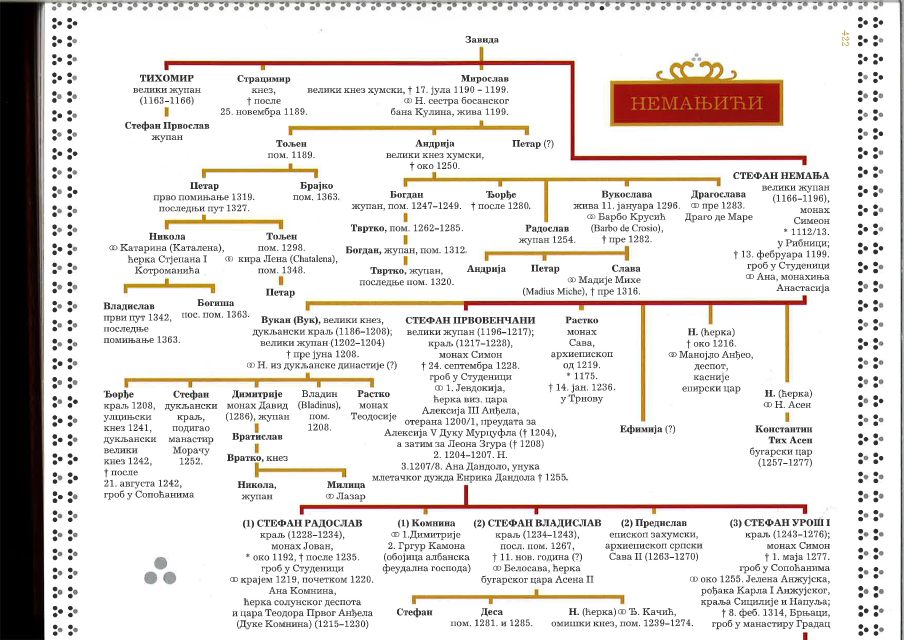 422
НЕМАЊИЋИ
Завида
ТИХОМИР
велики жупан
(1163–1166)
Стефан Првослав
жупан
Страцимир
кнез,
† после
25. новембра 1189.
Мирослав
велики кнез хумски, † 17. јула 1190 – 1199.
⚭ Н. сестра босанског
бана Кулина, жива 1199.
СТЕФАН НЕМАЊА
велики жупан
(1166–1196),
монах
Симеон
* 1112/13.
у Рибници;
† 13. фебруара 1199.
гроб у Студеници
⚭ Ана, монахиња
Анастасија
Тољен
пом. 1189.
Андрија
велики кнез хумски,
† око 1250.
Петар (?)
Петар
прво помињање 1319.
последњи пут 1327.
Брајко
пом. 1363.
Богдан
жупан, пом. 1247–1249.
Твртко, пом. 1262–1285.
Богдан, жупан, пом. 1312.
Твртко, жупан,
последње пом. 1320.
Ђорђе
† после 1280.
Радослав
жупан 1254.
Вукослава
жива 11. јануара 1296.
⚭ Барбо Крусић
(Barbo de Crosio),
† пре 1282.
Драгослава
⚭ пре 1283.
Драго де Маре
Андрија
Петар
Слава
⚭ Мадије Михе
(Madius Miche), † пре 1316.
Никола
⚭ Катарина (Каталена),
ћерка Стјепана I
Котроманића
Тољен
пом. 1298.
⚭ кира Лена (Chatalena),
пом. 1348.
Петар
Владислав
први пут 1342,
последње
помињање 1363.
Богиша
пос. пом. 1363.
Вукан (Вук), велики кнез,
дукљански краљ (1186–1208);
велики жупан (1202–1204)
† пре јуна 1208.
⚭ Н. из дукљанске династије (?)
СТЕФАН ПРВОВЕНЧАНИ
велики жупан (1196–1217);
краљ (1217–1228),
монах Симон
† 24. септембра 1228.
гроб у Студеници
⚭ 1. Јевдокија,
ћерка виз. цара
Алексија III Анђела,
отерана 1200/1, преудата за
Алексија V Дуку Мурцуфла († 1204),
а затим за Леона Згура († 1208)
2. 1204–1207. Н.
3.1207/8. Ана Дандоло, унука
млетачког дужда Енрика Дандола † 1255.
Растко
монах
Сава,
архиепископ
од 1219.
* 1175.
† 14. јан. 1236.
у Трнову
Ефимија (?)
Н. (ћерка)
† око 1216.
⚭ Манојло Анђео,
деспот,
касније
епирски цар
Н. (ћерка)
⚭ Н. Асен
Константин
Тих Асен
бугарски цар
(1257–1277)
Ђорђе
краљ 1208,
улцињски
кнез 1241,
дукљански
велики
кнез 1242,
† после
21. августа 1242,
гроб у Сопоћанима
Стефан
дукљански
краљ,
подигао
манастир
Морачу
1252.
Димитрије
монах Давид
(1286), жупан
Вратислав
Вратко, кнез
Никола,
жупан
Милица
⚭ Лазар
Владин
(Bladinus),
пом.
1208.
Растко
монах
Теодосије
(1) СТЕФАН РАДОСЛАВ
краљ (1228–1234),
монах Јован,
* око 1192, † после 1235.
гроб у Студеници
⚭ крајем 1219, почетком 1220.
Ана Комнина,
ћерка солунског деспота
и цара Теодора Првог Анђела
(Дуке Комнина) (1215–1230)
(1) Комнина
⚭ 1.Димитрије
2. Гргур Камона
(обојица албанска
феудална господа)
(2) СТЕФАН ВЛАДИСЛАВ
краљ (1234–1243),
посл. пом. 1267,
† 11. нов. година (?)
⚭ Белосава, ћерка
бугарског цара Асена II
(2) Предислав
епископ захумски,
архиепископ српски
Сава II (1263–1270)
(3) СТЕФАН УРОШ I
краљ (1243–1276);
монах Симон
† 1. маја 1277.
гроб у Сопоћанима
⚭ око 1255. Јелена Анжујска,
рођака Карла I Анжујског,
краља Сицилије и Напуља;
† 8. феб. 1314, Брњаци,
гроб у манастиру Градац
Стефан
Деса
пом. 1281. и 1285.
Н. (ћерка) ⚭ Ђ. Качић,
омишки кнез, пом. 1239–1274.